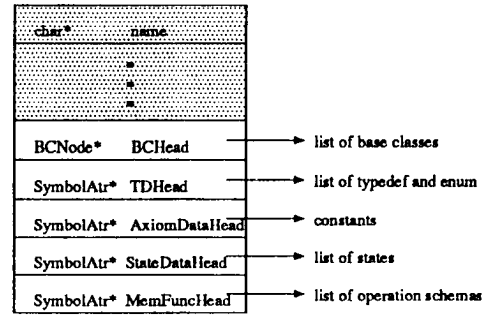 char* name
BCNode* BCHead list of base classes
SymbolAtr* TDHead list of typedef and enum
SymbolAtr* AxiomDataHead constants
SymbolAtr* StateDataHead list of states
SymbolAtr* MemFuncHead list of operation schemas